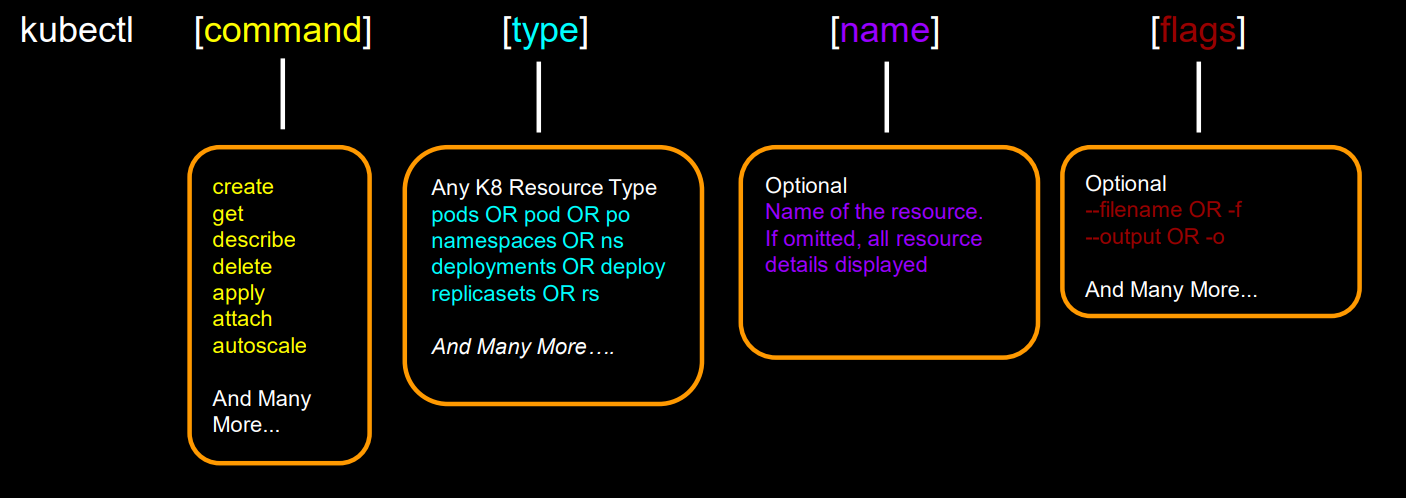 kubectl [command] [type] [name] [flags]
create
get
describe
delete
apply
attach
autoscale
And Many
More...
Any K8 Resource Type
pods OR pod OR po
namespaces OR ns
deployments OR deploy
replicasets OR rs
And Many More….
Optional
Name of the resource.
If omitted, all resource
details displayed
Optional
--filename OR -f
--output OR -o
And Many More...